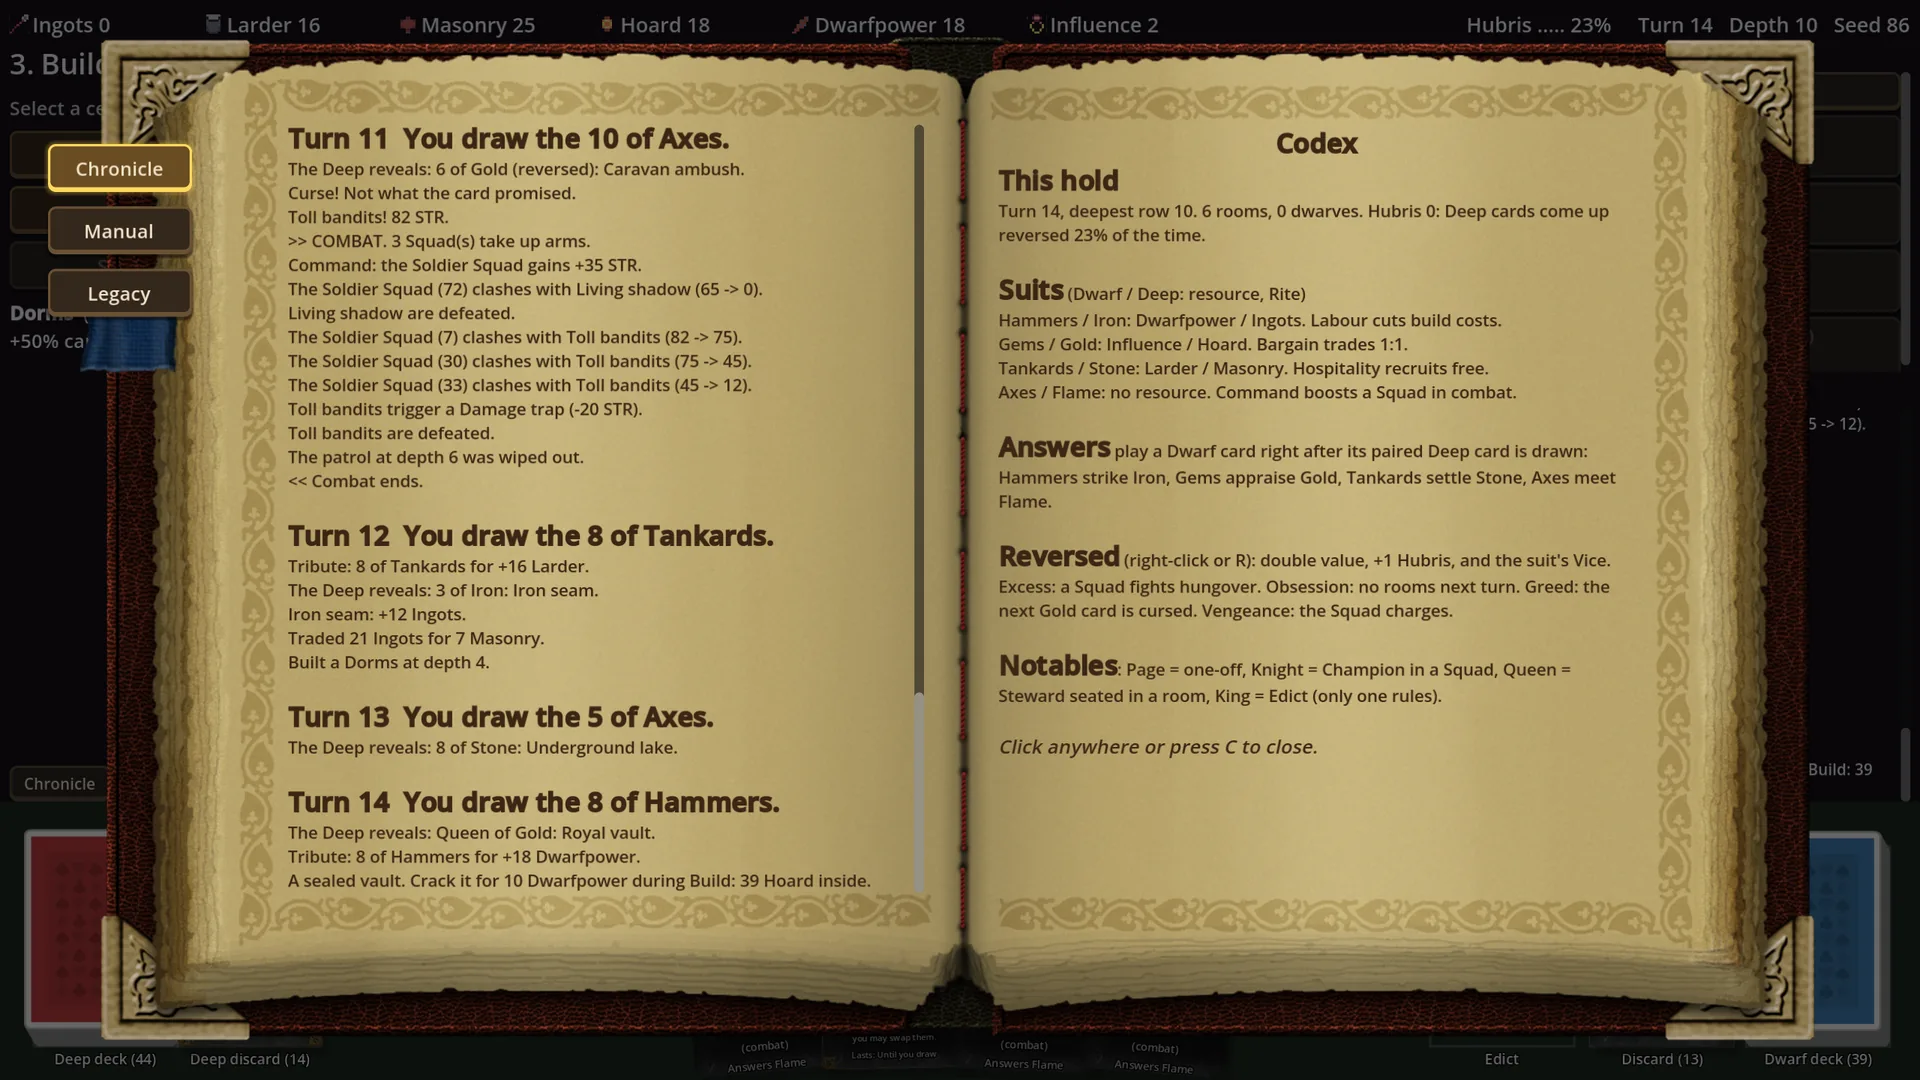 Ingots 0
Larder 16
Masonry 25
Hoard 18
Dwarfpower 18
Influence 2
Hubris ..... 23%
Turn 14
Depth 10
Seed 86
3. Build
Select a ce
Chronicle
Manual
Legacy
Dorms
+50% ca
Chronicle
Turn 11 You draw the 10 of Axes.
The Deep reveals: 6 of Gold (reversed): Caravan ambush.
Curse! Not what the card promised.
Toll bandits! 82 STR.
>> COMBAT. 3 Squad(s) take up arms.
Command: the Soldier Squad gains +35 STR.
The Soldier Squad (72) clashes with Living shadow (65 -> 0).
Living shadow are defeated.
The Soldier Squad (7) clashes with Toll bandits (82 -> 75).
The Soldier Squad (30) clashes with Toll bandits (75 -> 45).
The Soldier Squad (33) clashes with Toll bandits (45 -> 12).
Toll bandits trigger a Damage trap (-20 STR).
Toll bandits are defeated.
The patrol at depth 6 was wiped out.
<< Combat ends.
Turn 12 You draw the 8 of Tankards.
Tribute: 8 of Tankards for +16 Larder.
The Deep reveals: 3 of Iron: Iron seam.
Iron seam: +12 Ingots.
Traded 21 Ingots for 7 Masonry.
Built a Dorms at depth 4.
Turn 13 You draw the 5 of Axes.
The Deep reveals: 8 of Stone: Underground lake.
Turn 14 You draw the 8 of Hammers.
The Deep reveals: Queen of Gold: Royal vault.
Tribute: 8 of Hammers for +18 Dwarfpower.
A sealed vault. Crack it for 10 Dwarfpower during Build: 39 Hoard inside.
Codex
This hold
Turn 14, deepest row 10. 6 rooms, 0 dwarves. Hubris 0: Deep cards come up
reversed 23% of the time.
Suits (Dwarf / Deep: resource, Rite)
Hammers / Iron: Dwarfpower / Ingots. Labour cuts build costs.
Gems / Gold: Influence / Hoard. Bargain trades 1:1.
Tankards / Stone: Larder / Masonry. Hospitality recruits free.
Axes / Flame: no resource. Command boosts a Squad in combat.
Answers play a Dwarf card right after its paired Deep card is drawn:
Hammers strike Iron, Gems appraise Gold, Tankards settle Stone, Axes meet
Flame.
Reversed (right-click or R): double value, +1 Hubris, and the suit's Vice.
Excess: a Squad fights hungover. Obsession: no rooms next turn. Greed: the
next Gold card is cursed. Vengeance: the Squad charges.
Notables: Page = one-off, Knight = Champion in a Squad, Queen =
Steward seated in a room, King = Edict (only one rules).
Click anywhere or press C to close.
5 -> 12).
Build: 39
Deep deck (44)
Deep discard (14)
(combat)
Answers Flame
you may swap them.
Lasts: Until you draw
(combat)
Answers Flame
(combat)
Answers Flame
Edict
Discard (13)
Dwarf deck (39)